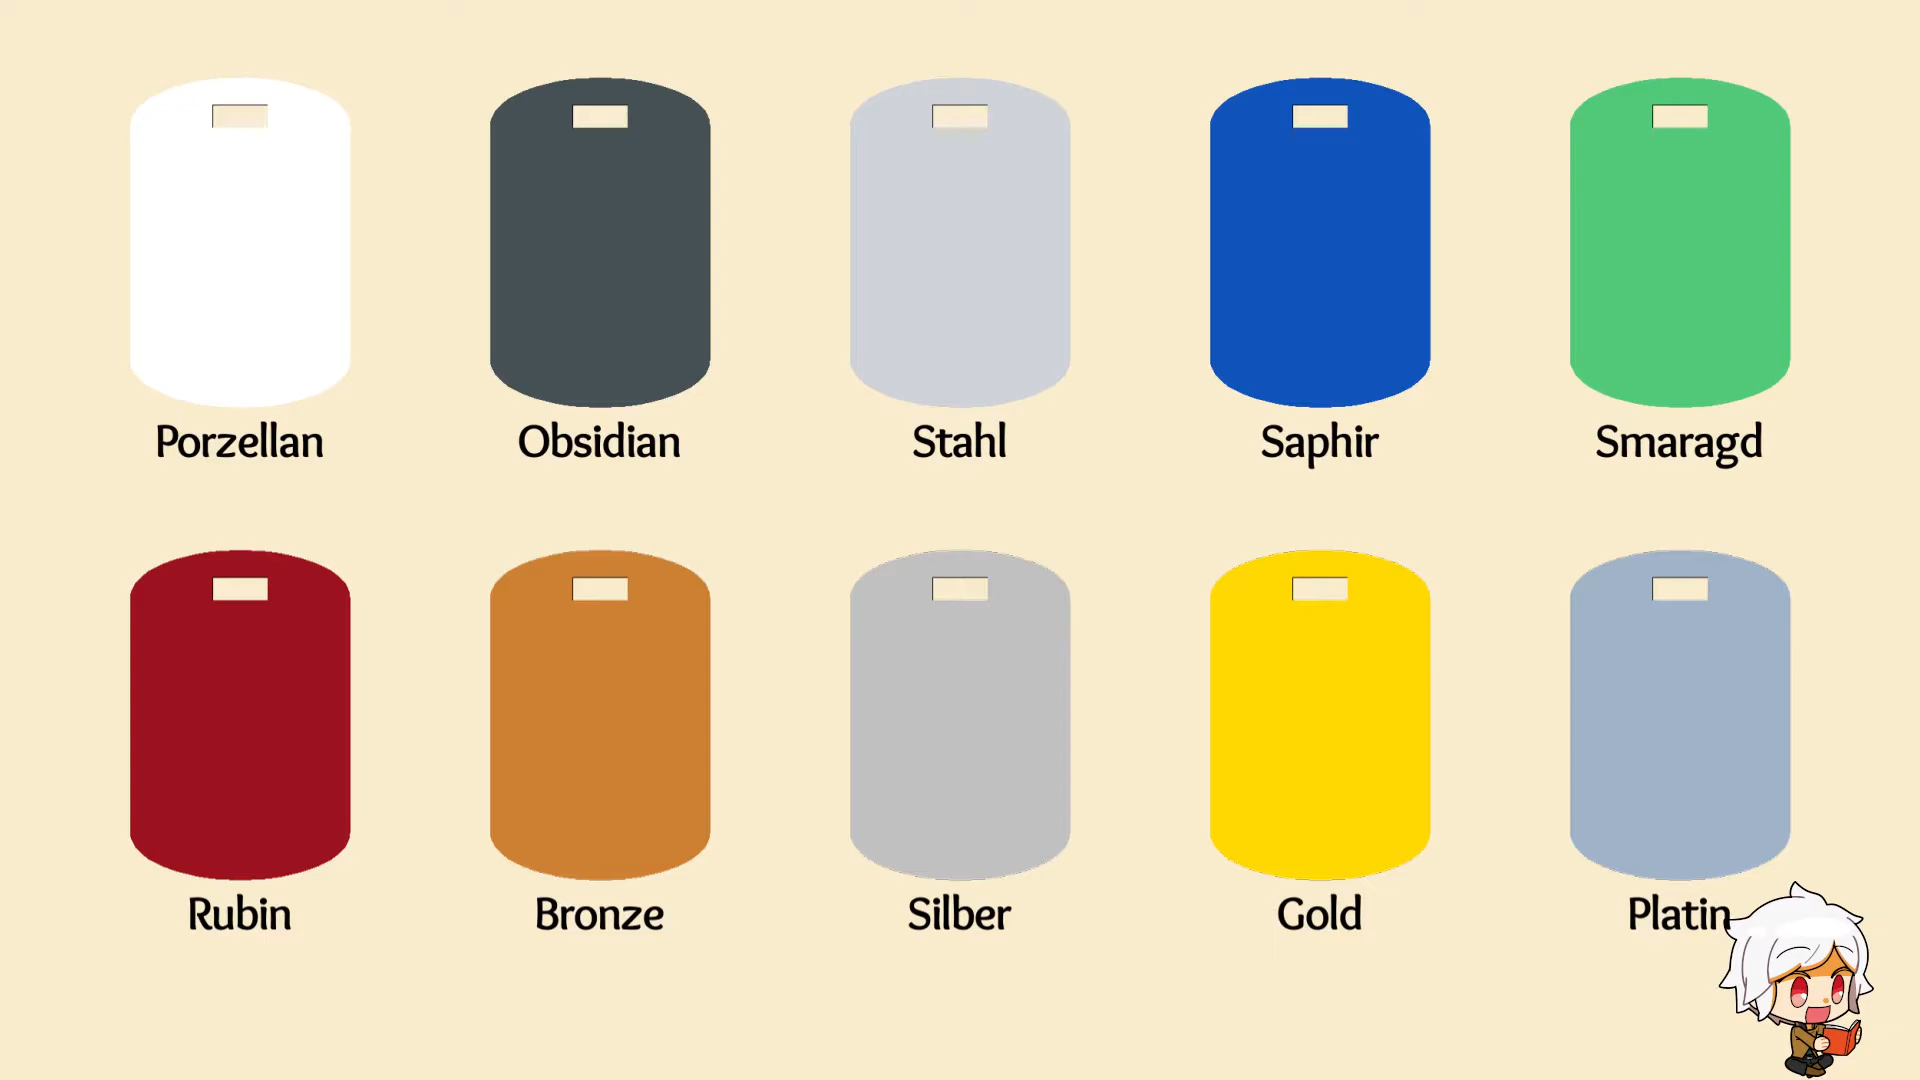 Porzellan
Obsidian
Stahl
Saphir
Smaragd
Rubin
Bronze
Silber
Gold
Platin